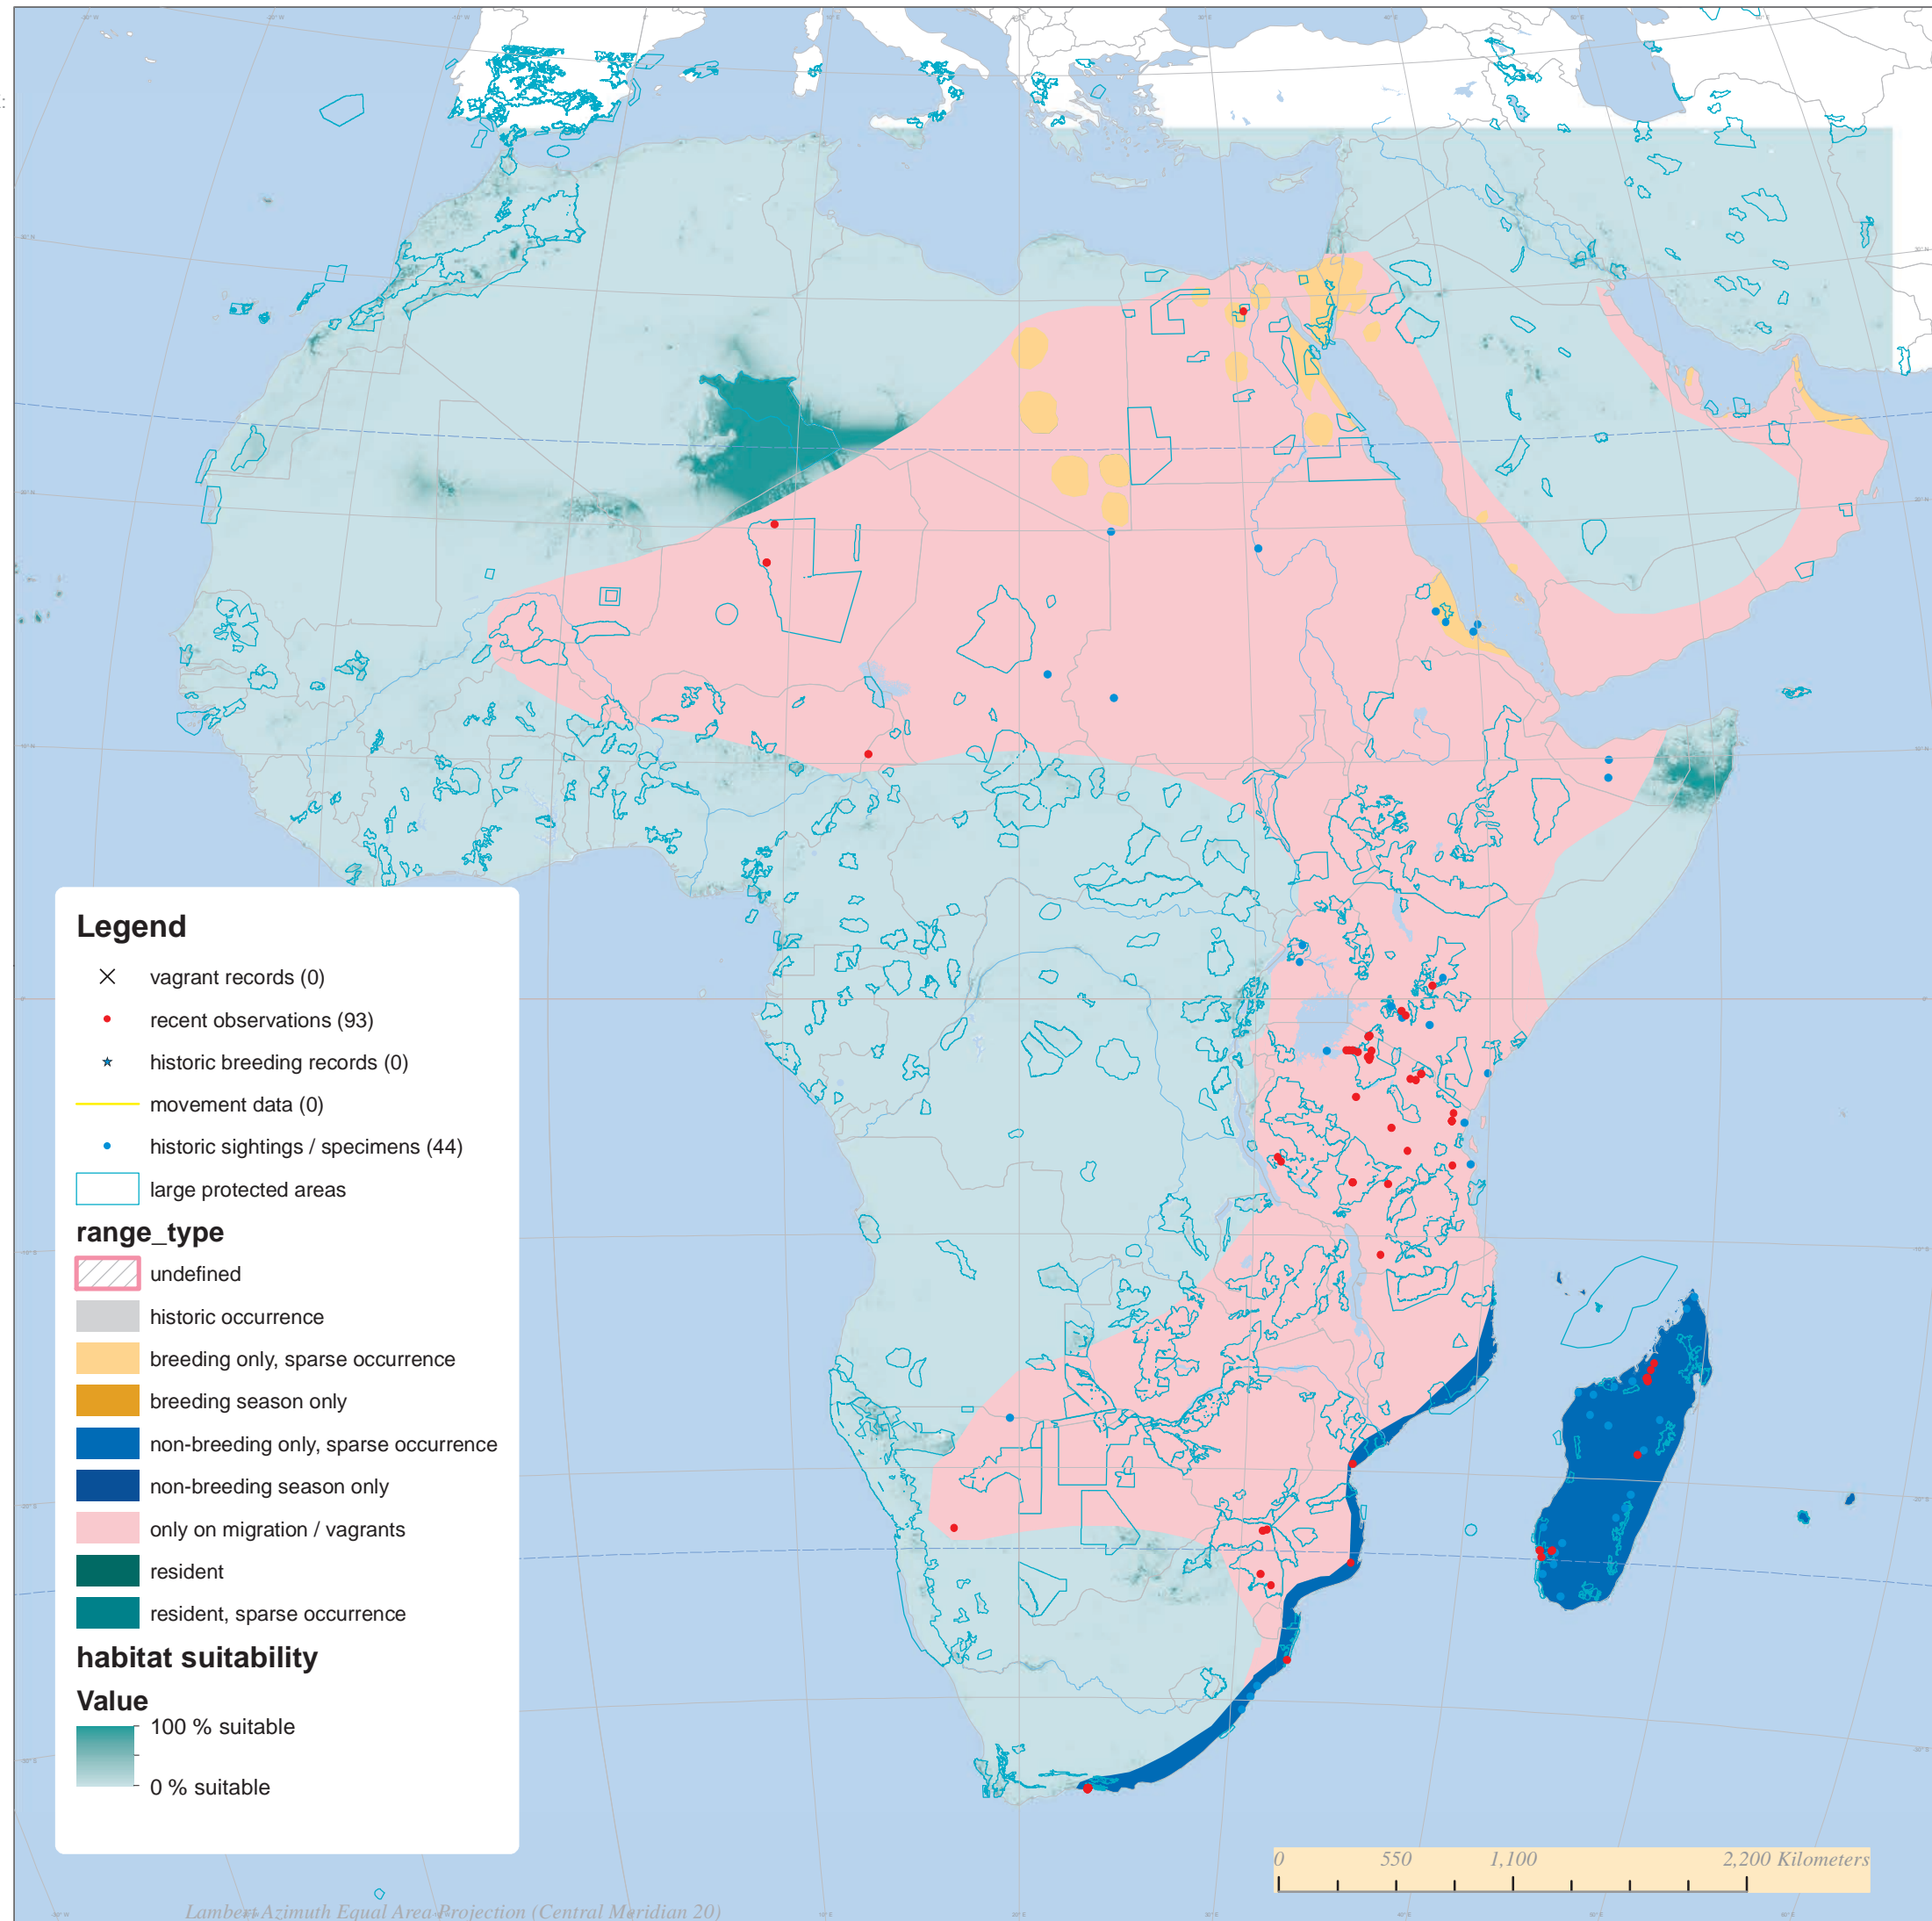 Legend
vagrant records (0)
recent observations (93)
historic breeding records (0)
movement data (0)
historic sightings / specimens (44)
large protected areas
range_type
undefined
historic occurrence
breeding only, sparse occurrence
breeding season only
non-breeding only, sparse occurrence
non-breeding season only
only on migration / vagrants
resident
resident, sparse occurrence
habitat suitability
Value
100 % suitable
0 % suitable
0 550 1,100 2,200 Kilometers
Lambert Azimuth Equal Area Projection (Central Meridian 20)